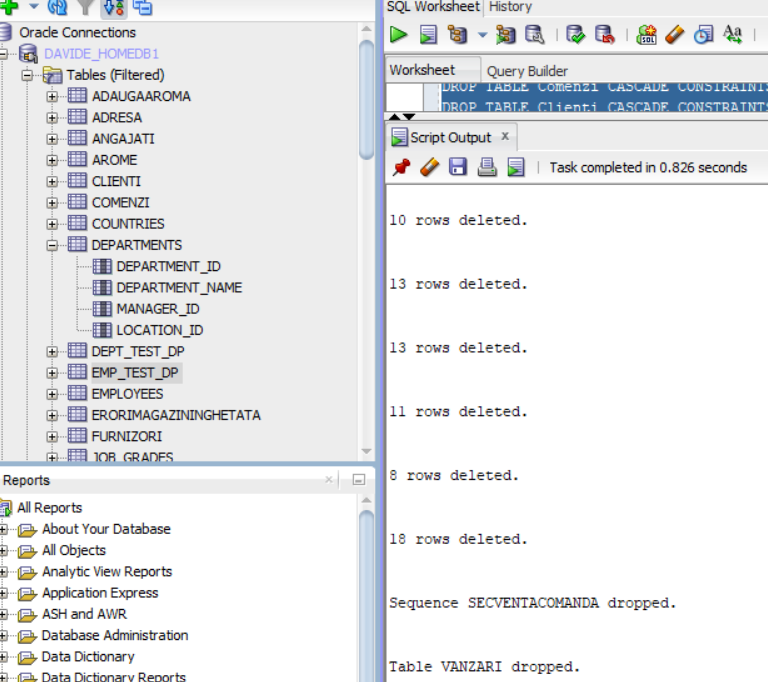 Oracle Connections
DAVIDE_HOMEDB1
Tables (Filtered)
ADAUGAAROMA
ADRESA
ANGAJATI
AROME
CLIENTI
COMENZI
COUNTRIES
DEPARTMENTS
DEPARTMENT_ID
DEPARTMENT_NAME
MANAGER_ID
LOCATION_ID
DEPT_TEST_DP
EMP_TEST_DP
EMPLOYEES
ERORIMAGAZININGHETATA
FURNIZORI
JOB_GRADES
Reports
All Reports
About Your Database
All Objects
Analytic View Reports
Application Express
ASH and AWR
Database Administration
Data Dictionary
Data Dictionary Reports
SQL Worksheet History
SQL
Aa
Worksheet Query Builder
DROP TABLE Comenzi CASCADE CONSTRAINTS
DROP TABLE Clienti CASCADE CONSTRAINTS
Script Output x
Task completed in 0.826 seconds
10 rows deleted.
13 rows deleted.
13 rows deleted.
11 rows deleted.
8 rows deleted.
18 rows deleted.
Sequence SECVENTACOMANDA dropped.
Table VANZARI dropped.